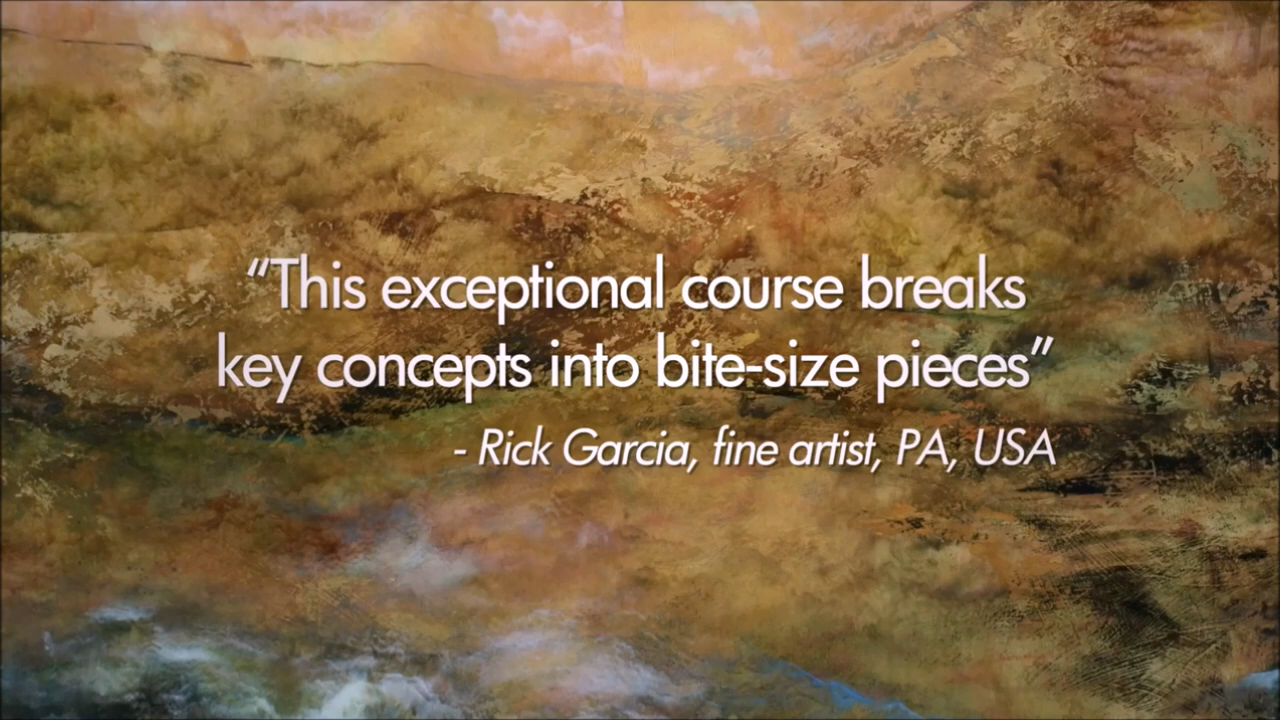 “This exceptional course breaks
key concepts into bite-size pieces”
- Rick Garcia, fine artist, PA, USA